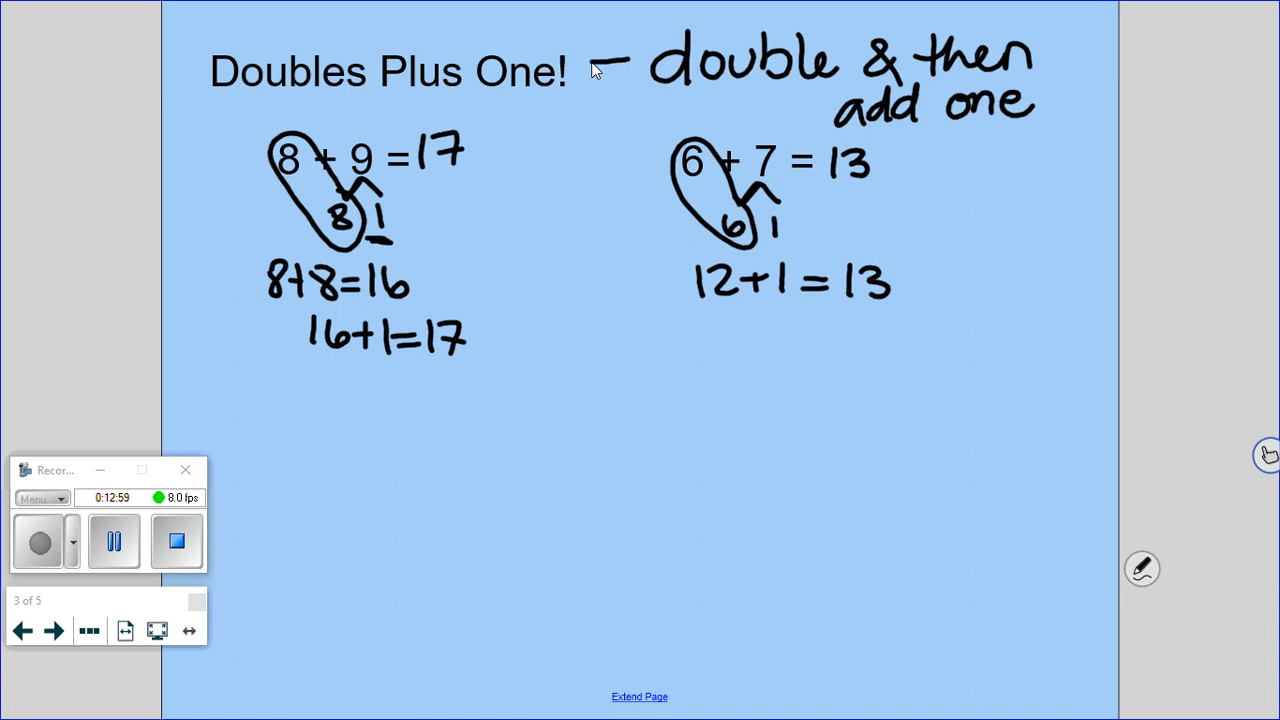 Doubles Plus One! – double & then
add one
8 + 9 = 17
8 1
8+8=16
16+1=17
6 + 7 = 13
6 1
12+1=13
Recor...
Menu
0:12:59
8.0 fps
3 of 5
Extend Page